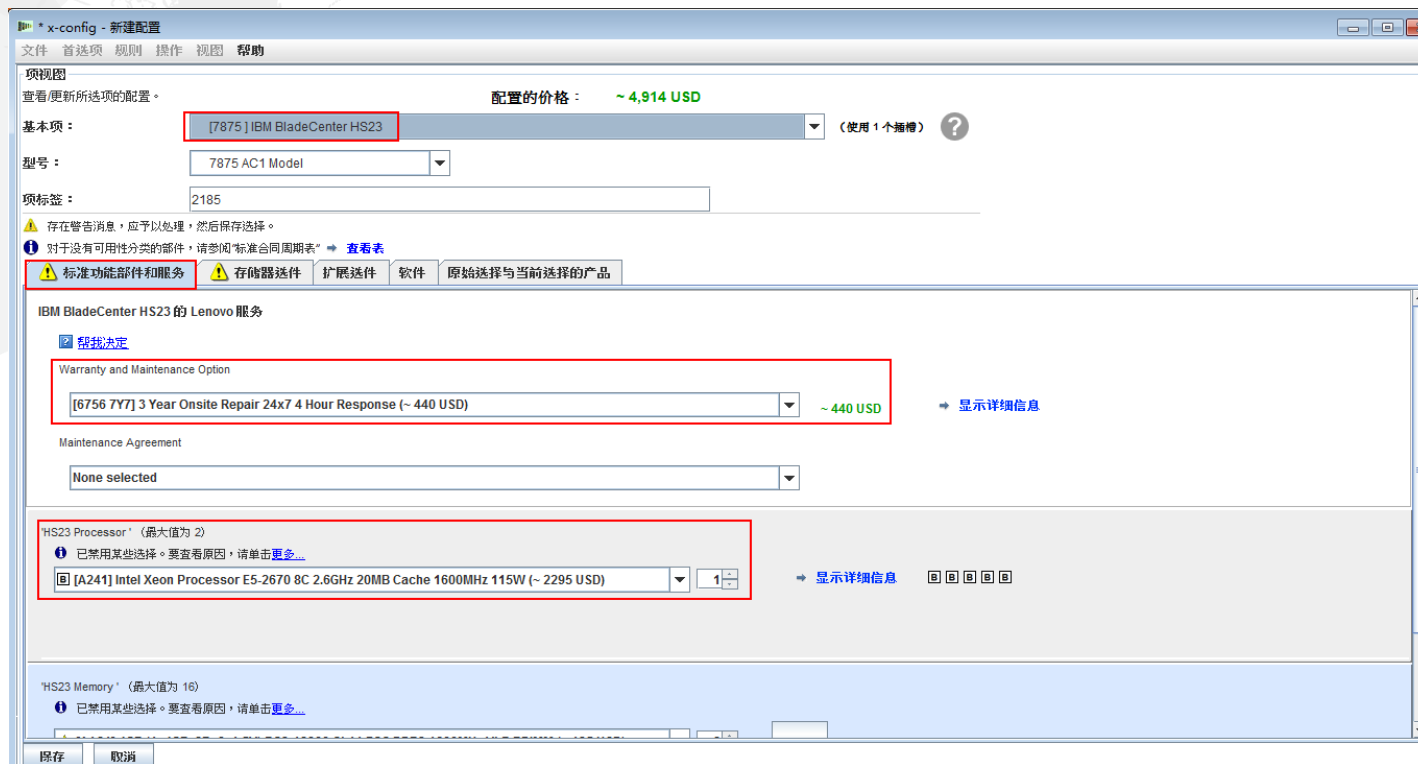 * x-config - 新建配置
文件 首选项 规则 操作 视图 帮助
项视图
查看/更新所选项的配置。 配置的价格： ~ 4,914 USD
基本项： [7875 ] IBM BladeCenter HS23 （使用 1 个插槽） ?
型号： 7875 AC1 Model
项标签： 2185
存在警告消息，应予以处理，然后保存选择。
对于没有可用性分类的部件，请参阅"标准合同周期表" 查看表
标准功能部件和服务 存储器选件 扩展选件 软件 原始选择与当前选择的产品
IBM BladeCenter HS23 的 Lenovo 服务
? 帮我决定
Warranty and Maintenance Option
[6756 7Y7] 3 Year Onsite Repair 24x7 4 Hour Response (~ 440 USD) ~ 440 USD 显示详细信息
Maintenance Agreement
None selected
'HS23 Processor ' （最大值为 2）
已禁用某些选择。要查看原因，请单击更多...
B [A241] Intel Xeon Processor E5-2670 8C 2.6GHz 20MB Cache 1600MHz 115W (~ 2295 USD) 1 显示详细信息 B B B B B
'HS23 Memory ' （最大值为 16）
已禁用某些选择。要查看原因，请单击更多...
保存 取消